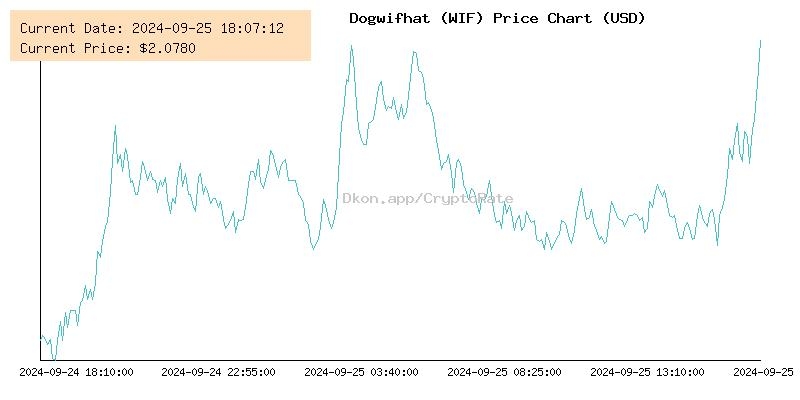 Dogwifhat (WIF) Price Chart (USD)
Current Date: 2024-09-25 18:07:12
Current Price: $2.0780
Dkon.app/CryptoRate
2024-09-24 18:10:00 2024-09-24 22:55:00 2024-09-25 03:40:00 2024-09-25 08:25:00 2024-09-25 13:10:00 2024-09-25